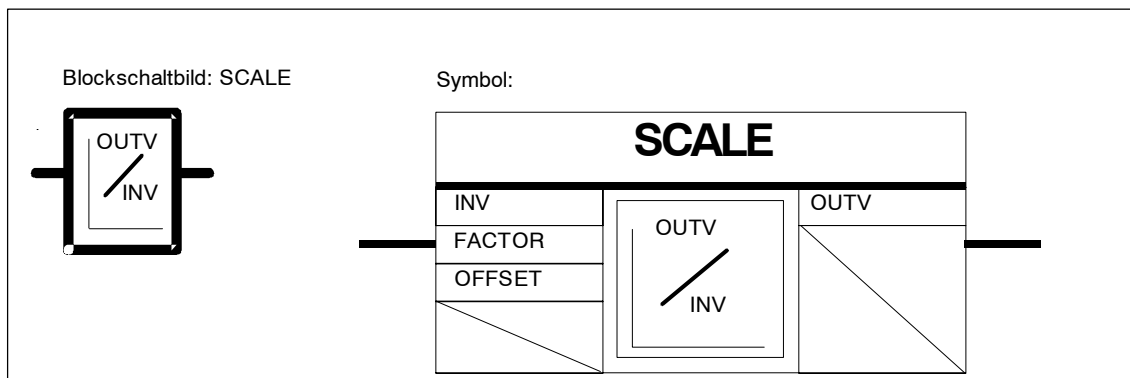 Blockschaltbild: SCALE
Symbol:
OUTV
INV
SCALE
INV
FACTOR
OFFSET
OUTV
INV
OUTV